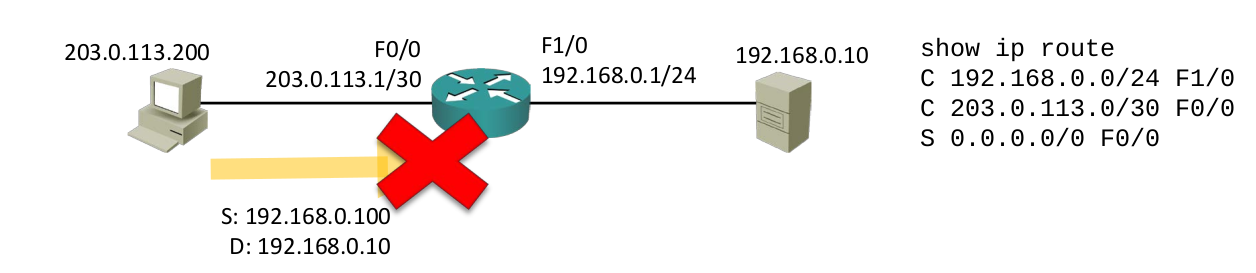 203.0.113.200
F0/0
203.0.113.1/30
F1/0
192.168.0.1/24
192.168.0.10
show ip route
C 192.168.0.0/24 F1/0
C 203.0.113.0/30 F0/0
S 0.0.0.0/0 F0/0
S: 192.168.0.100
D: 192.168.0.10